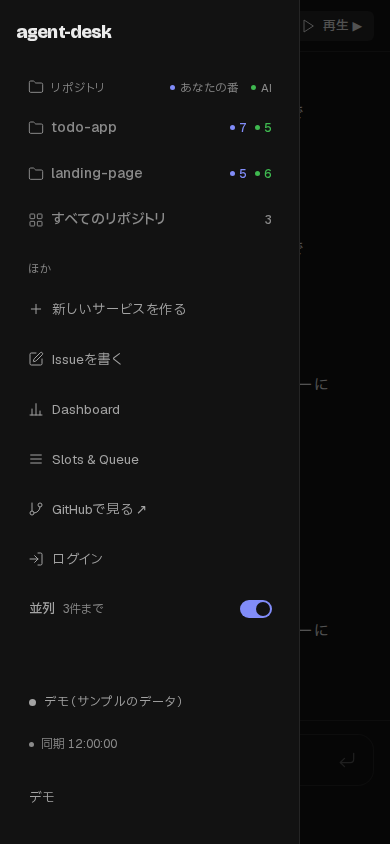 agent-desk
再生 ▶
リポジトリ あなたの番 AI
todo-app 7 5
landing-page 5 6
すべてのリポジトリ 3
ほか
新しいサービスを作る
Issueを書く
ーに
Dashboard
Slots & Queue
GitHubで見る ↗
ログイン
並列 3件まで
ーに
デモ(サンプルのデータ)
同期 12:00:00
デモ